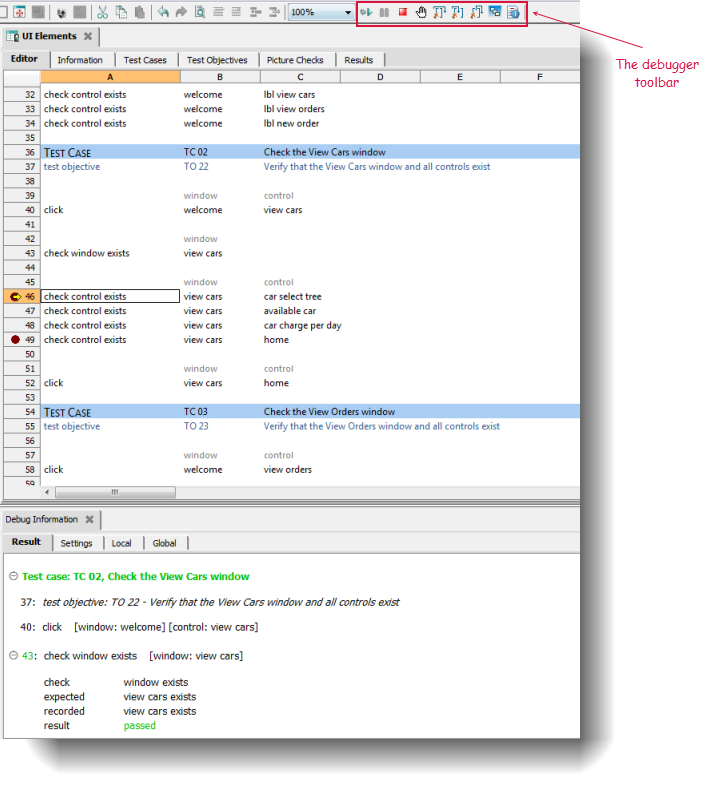 100%
The debugger
toolbar
UI Elements
Editor Information Test Cases Test Objectives Picture Checks Results
A B C D E F
32 check control exists welcome lbl view cars
33 check control exists welcome lbl view orders
34 check control exists welcome lbl new order
35
36 TEST CASE TC 02 Check the View Cars window
37 test objective TO 22 Verify that the View Cars window and all controls exist
38
39 window control
40 click welcome view cars
41
42 window
43 check window exists view cars
44
45 window control
46 check control exists view cars car select tree
47 check control exists view cars available car
48 check control exists view cars car charge per day
49 check control exists view cars home
50
51 window control
52 click view cars home
53
54 TEST CASE TC 03 Check the View Orders window
55 test objective TO 23 Verify that the View Orders window and all controls exist
56
57 window control
58 click welcome view orders
59
Debug Information
Result Settings Local Global
Test case: TC 02, Check the View Cars window
37: test objective: TO 22 - Verify that the View Cars window and all controls exist
40: click [window: welcome] [control: view cars]
43: check window exists [window: view cars]
check window exists
expected view cars exists
recorded view cars exists
result passed